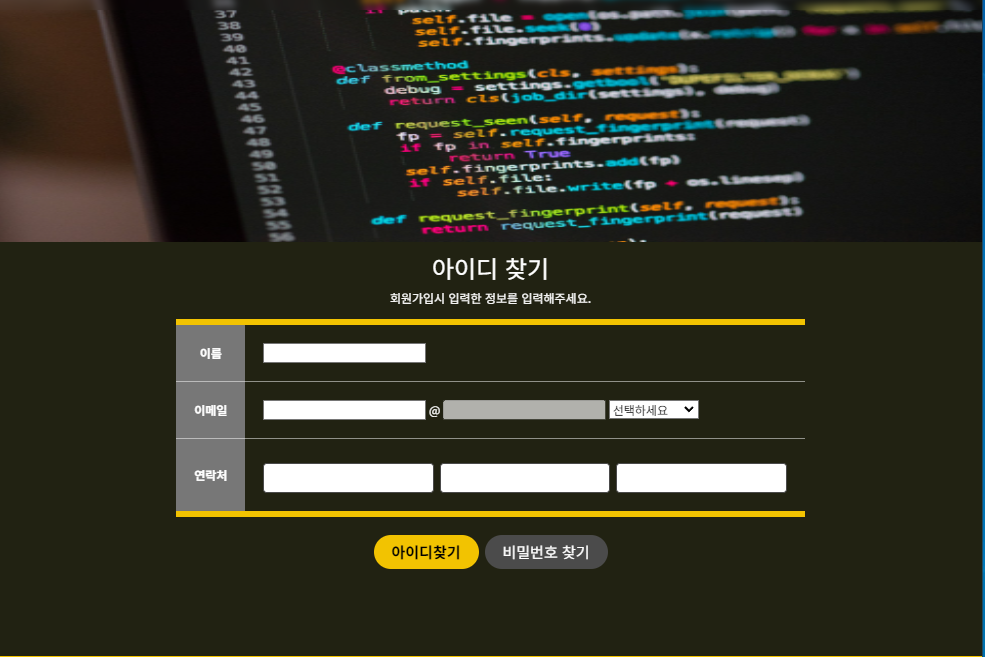 37
38
39
self.file = open(os.path.join(
40
self.file.seek(0)
41
self.fingerprints.update(
42
@classmethod
43
def from_settings(cls, settings):
44
debug = settings.getbool("DUPEFILTER_DEBUG")
45
return cls(job_dir(settings), debug)
46
47
def request_seen(self, request):
48
fp = self.request_fingerprint(request)
49
if fp in self.fingerprints:
50
return True
51
self.fingerprints.add(fp)
52
if self.file:
53
self.file.write(fp + os.linesep)
54
def request_fingerprint(self, request):
55
return request_fingerprint(request)
56
아이디 찾기
회원가입시 입력한 정보를 입력해주세요.
이름
이메일
@
선택하세요
연락처
아이디찾기
비밀번호 찾기